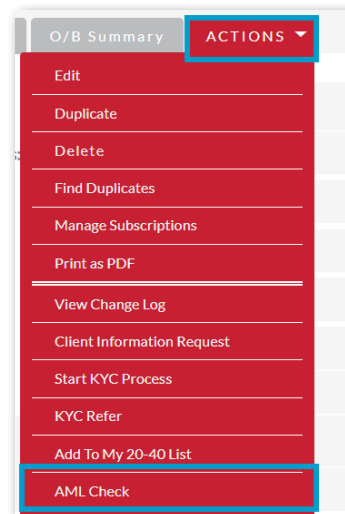 O/B Summary ACTIONS
Edit
Duplicate
Delete
Find Duplicates
Manage Subscriptions
Print as PDF
View Change Log
Client Information Request
Start KYC Process
KYC Refer
Add To My 20-40 List
AML Check